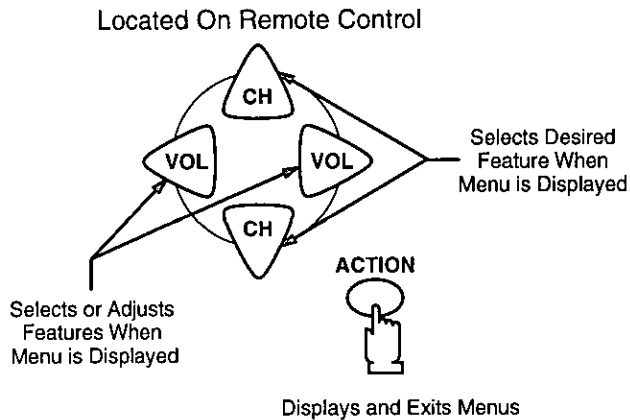 Located On Remote Control
CH
VOL
VOL
CH
Selects Desired
Feature When
Menu is Displayed
ACTION
Selects or Adjusts
Features When
Menu is Displayed
Displays and Exits Menus